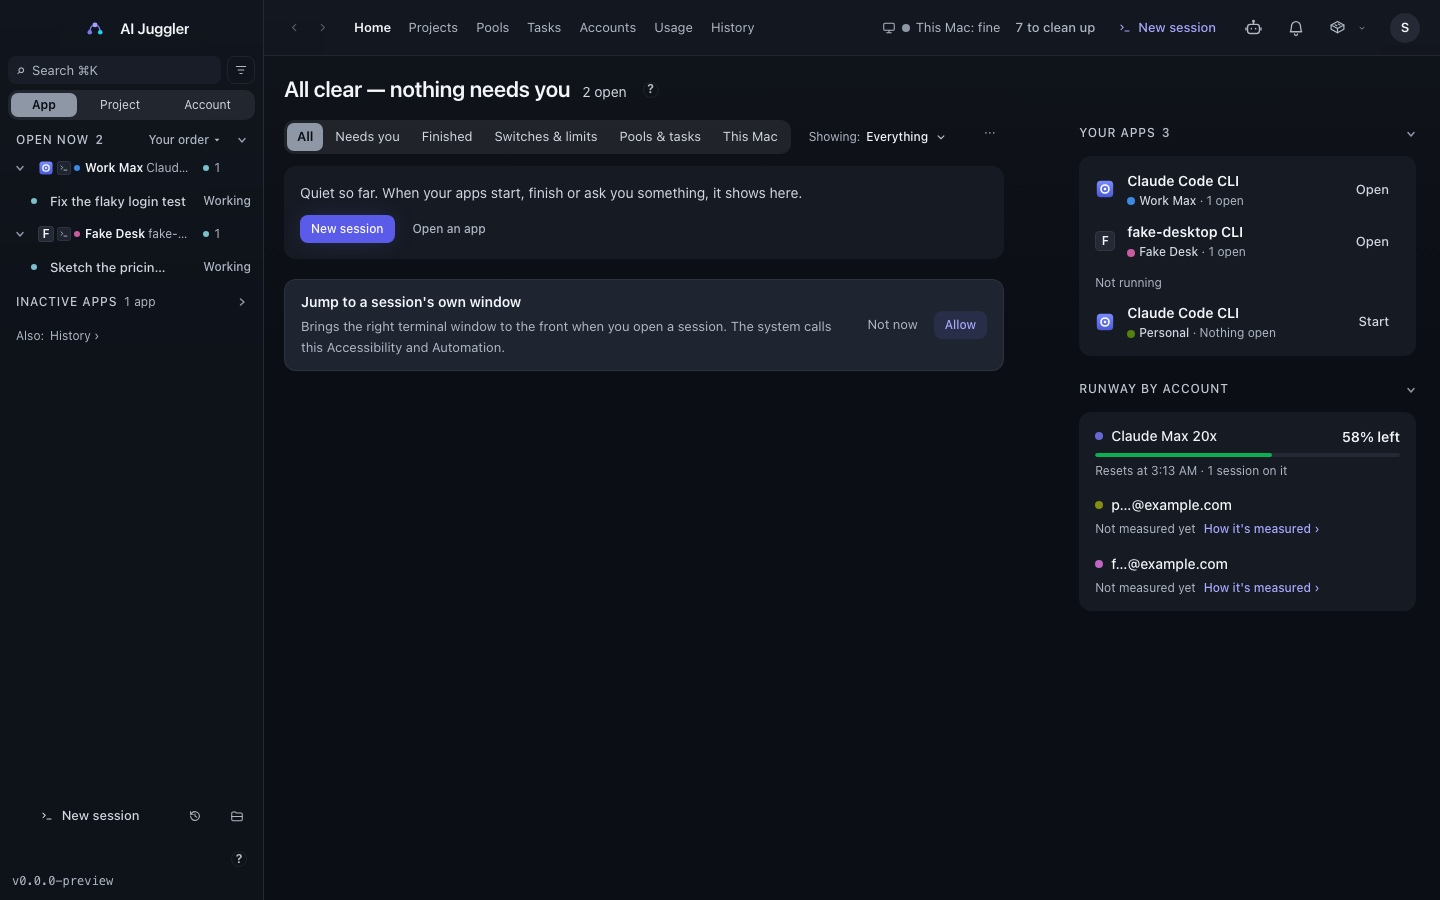 AI Juggler
Search ⌘K
App Project Account
OPEN NOW 2 Your order
Work Max Claud... 1
Fix the flaky login test Working
F Fake Desk fake-... 1
Sketch the pricin... Working
INACTIVE APPS 1 app
Also: History ›
New session
?
v0.0.0-preview
Home Projects Pools Tasks Accounts Usage History
This Mac: fine 7 to clean up New session S
All clear — nothing needs you 2 open ?
All Needs you Finished Switches & limits Pools & tasks This Mac Showing: Everything ...
Quiet so far. When your apps start, finish or ask you something, it shows here.
New session Open an app
Jump to a session's own window
Brings the right terminal window to the front when you open a session. The system calls
this Accessibility and Automation.
Not now Allow
YOUR APPS 3
Claude Code CLI
Work Max · 1 open
Open
F
fake-desktop CLI
Fake Desk · 1 open
Open
Not running
Claude Code CLI
Personal · Nothing open
Start
RUNWAY BY ACCOUNT
Claude Max 20x 58% left
Resets at 3:13 AM · 1 session on it
p...@example.com
Not measured yet How it's measured ›
f...@example.com
Not measured yet How it's measured ›